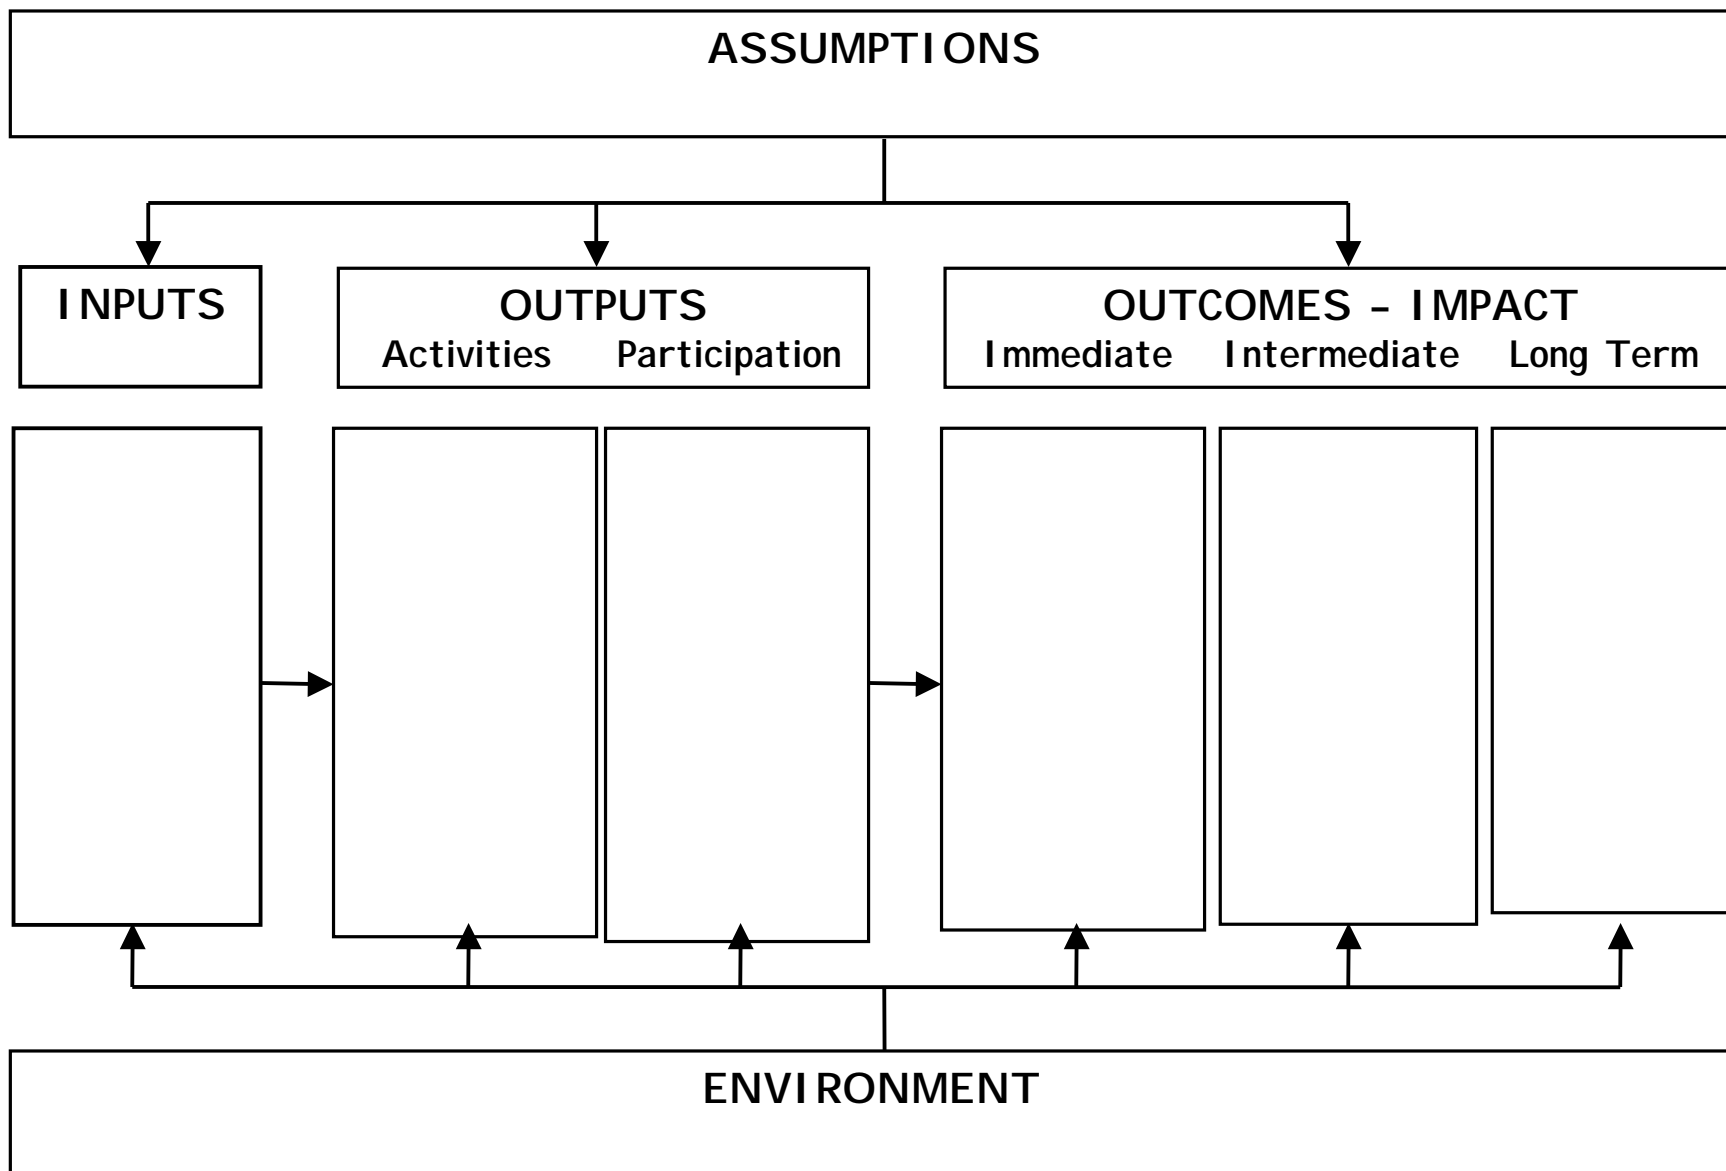 ASSUMPTIONS
INPUTS
OUTPUTS
Activities Participation
OUTCOMES – IMPACT
Immediate Intermediate Long Term
ENVIRONMENT